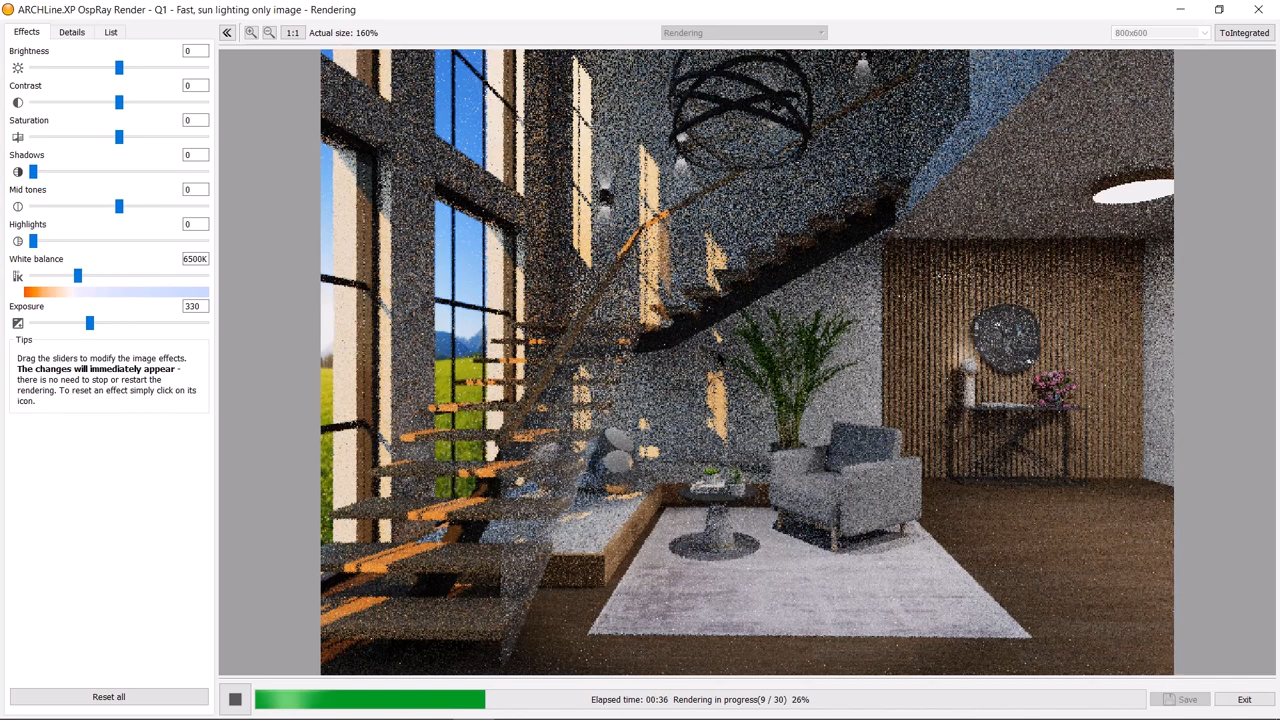 ARCHLine.XP OspRay Render - Q1 - Fast, sun lighting only image - Rendering
Effects Details List
1:1 Actual size: 160% Rendering 800x600 ToIntegrated
Brightness 0
Contrast 0
Saturation 0
Shadows 0
Mid tones 0
Highlights 0
White balance 6500K
Exposure 330
Tips
Drag the sliders to modify the image effects.
The changes will immediately appear -
there is no need to stop or restart the
rendering. To reset an effect simply click on its
icon.
Reset all
Elapsed time: 00:36 Rendering in progress(9 / 30) 26%
Save Exit